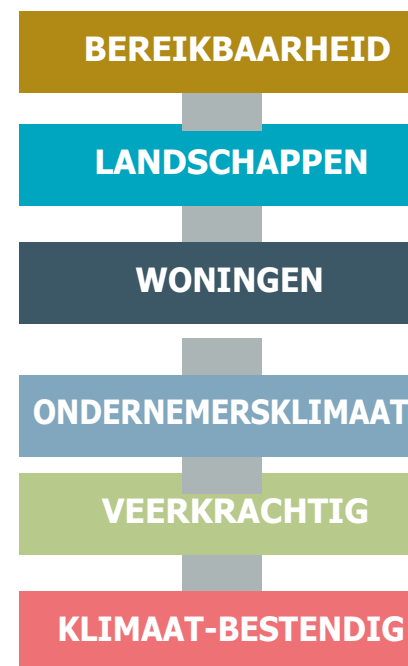 BEREIKBAARHEID
LANDSCHAPPEN
WONINGEN
ONDERNEMERSKLIMAAT
VEERKRACHTIG
KLIMAAT-BESTENDIG